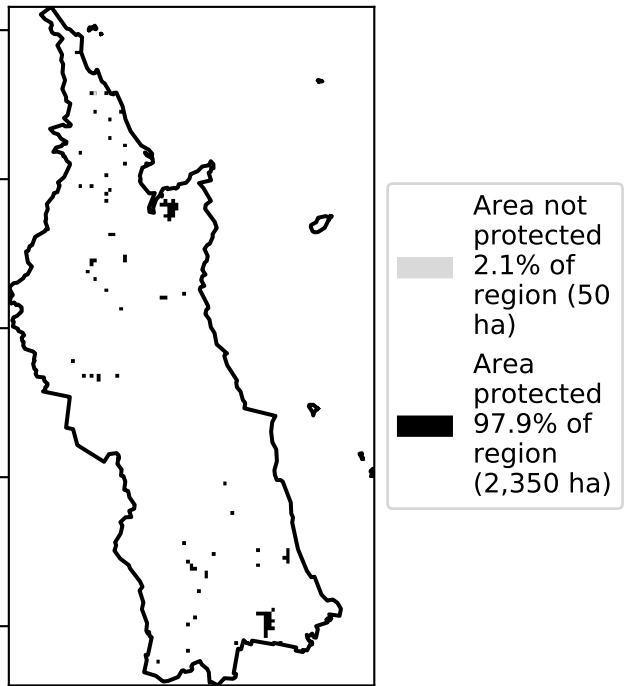 Area not
protected
2.1% of
region (50
ha)
Area
protected
97.9% of
region
(2,350 ha)